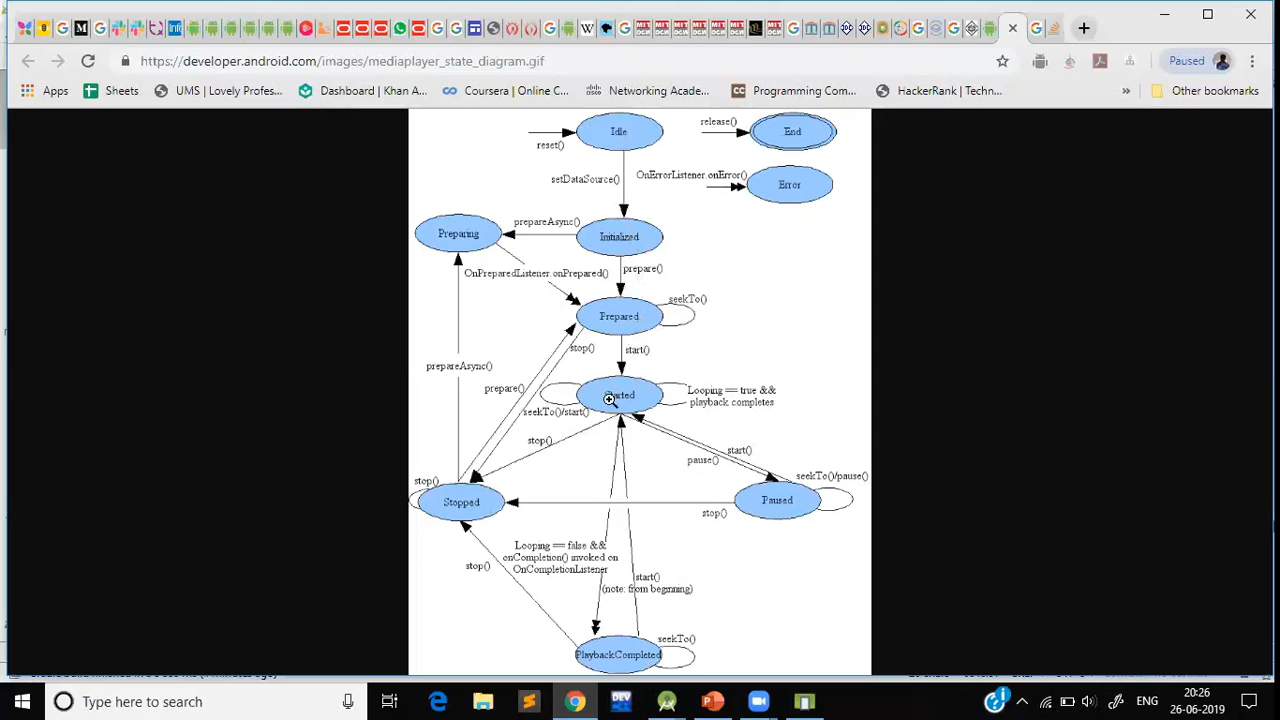 https://developer.android.com/images/mediaplayer_state_diagram.gif
Paused
Apps
Sheets
UMS | Lovely Profes...
Dashboard | Khan A...
Coursera | Online C...
Networking Acade...
Programming Com...
HackerRank | Techn...
»
Other bookmarks
Idle
reset()
release()
End
setDataSource()
OnErrorListener.onError()
Error
Preparing
prepareAsync()
Initialized
OnPreparedListener.onPrepared()
prepare()
Prepared
seekTo()
stop()
start()
prepareAsync()
prepare()
Started
Looping == true &&
playback completes
seekTo()/start()
stop()
start()
pause()
seekTo()/pause()
stop()
Stopped
Paused
stop()
Looping == false &&
onCompletion() invoked on
OnCompletionListener
stop()
start()
(note: from beginning)
seekTo()
PlaybackCompleted
Type here to search
DEV
ENG
20:26
26-06-2019